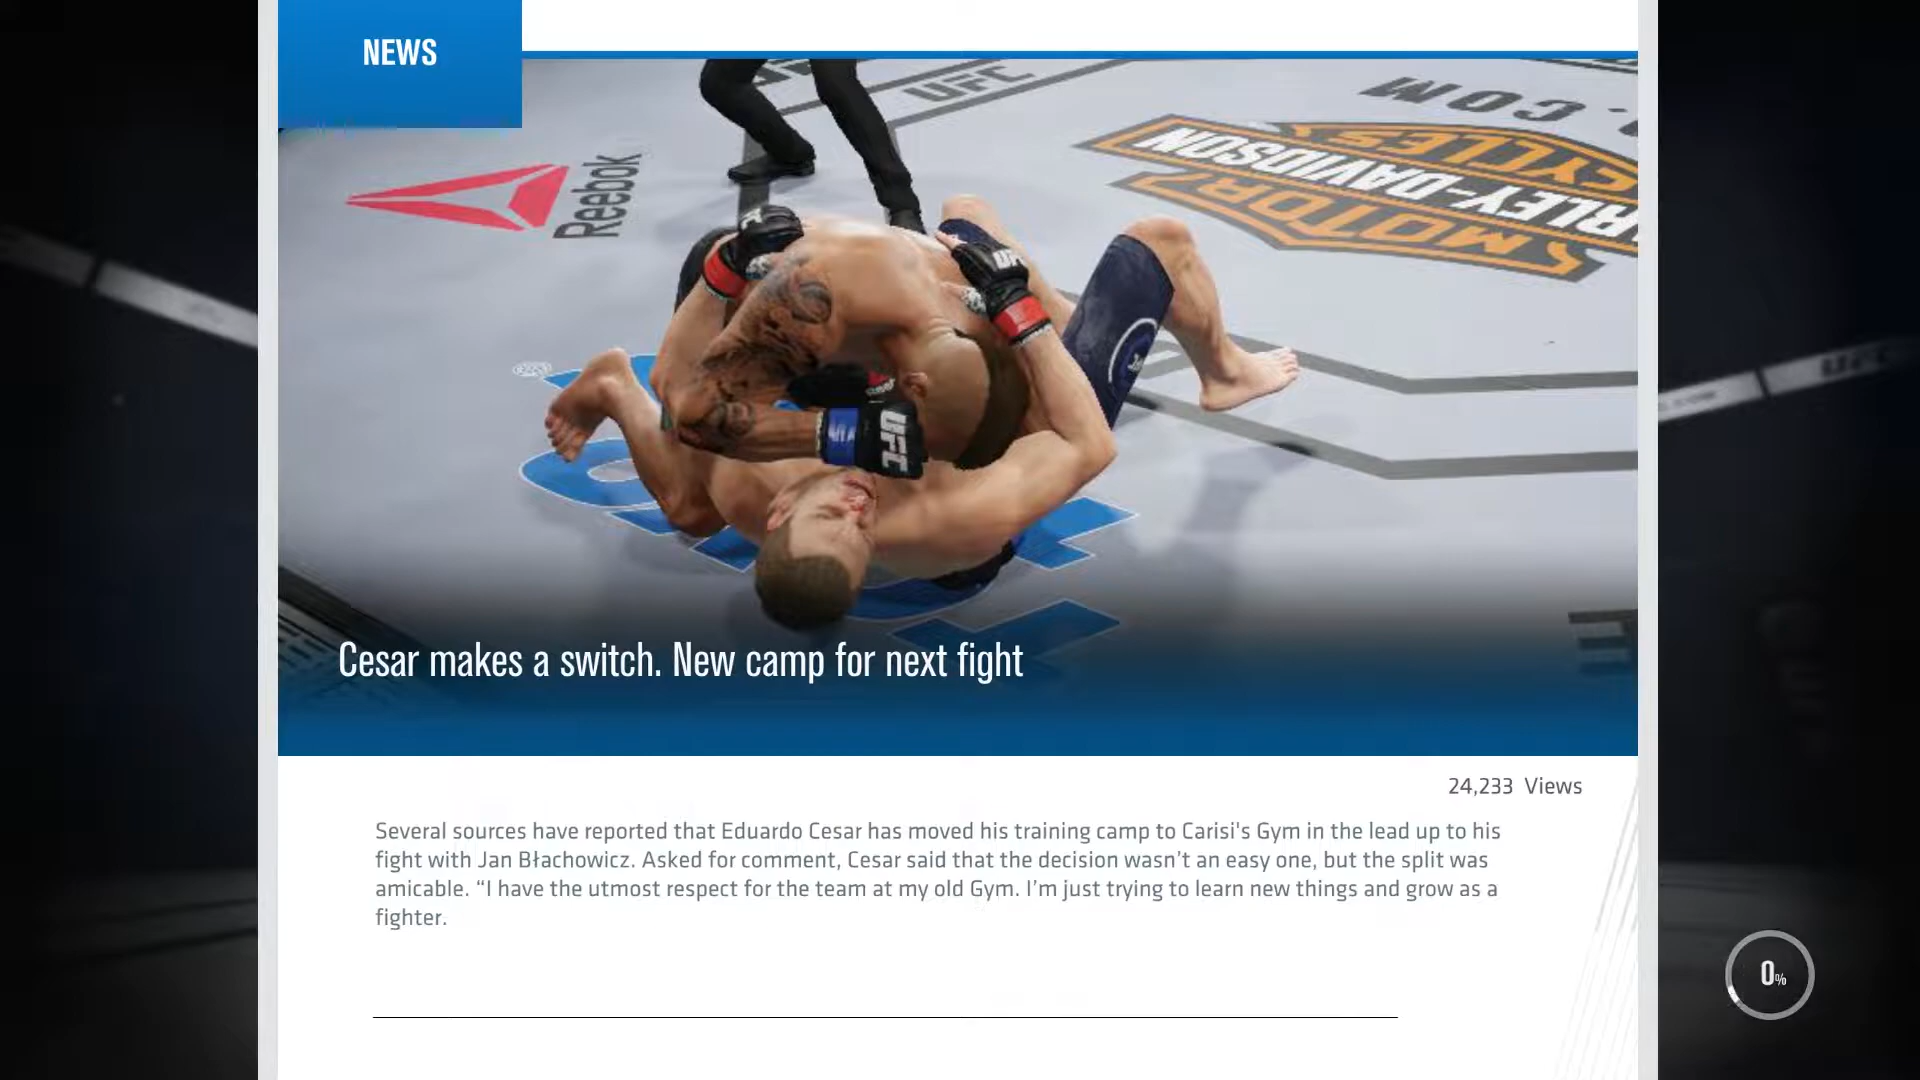 NEWS
UFC
.COM
Reebok
MOTOR
HARLEY-DAVIDSON
CYCLES
UFC
UFC
Cesar makes a switch. New camp for next fight
24,233 Views
Several sources have reported that Eduardo Cesar has moved his training camp to Carisi's Gym in the lead up to his
fight with Jan Błachowicz. Asked for comment, Cesar said that the decision wasn't an easy one, but the split was
amicable. “I have the utmost respect for the team at my old Gym. I'm just trying to learn new things and grow as a
fighter.
0%